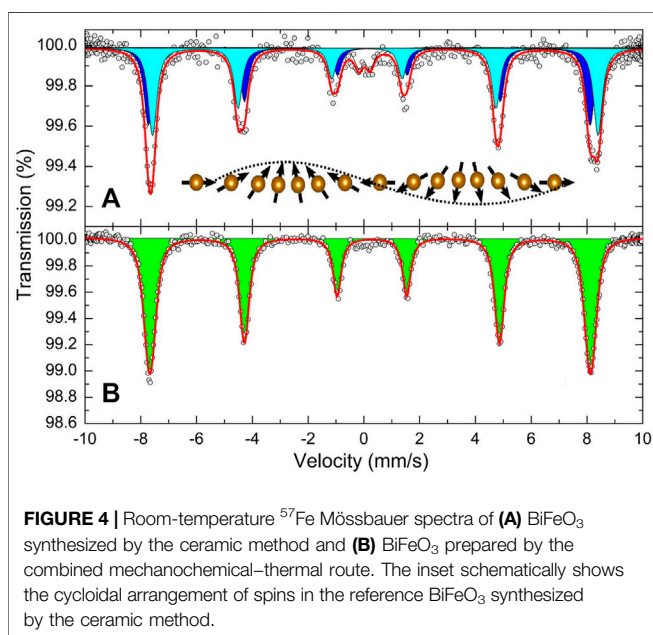 100.0
99.8
99.6
99.4
99.2
A
Transmission (%)
100.0
99.8
99.6
99.4
99.2
99.0
98.8
98.6
B
-10 -8 -6 -4 -2 0 2 4 6 8 10
Velocity (mm/s)
FIGURE 4 | Room-temperature ⁵⁷Fe Mössbauer spectra of (A) BiFeO₃
synthesized by the ceramic method and (B) BiFeO₃ prepared by the
combined mechanochemical–thermal route. The inset schematically shows
the cycloidal arrangement of spins in the reference BiFeO₃ synthesized
by the ceramic method.